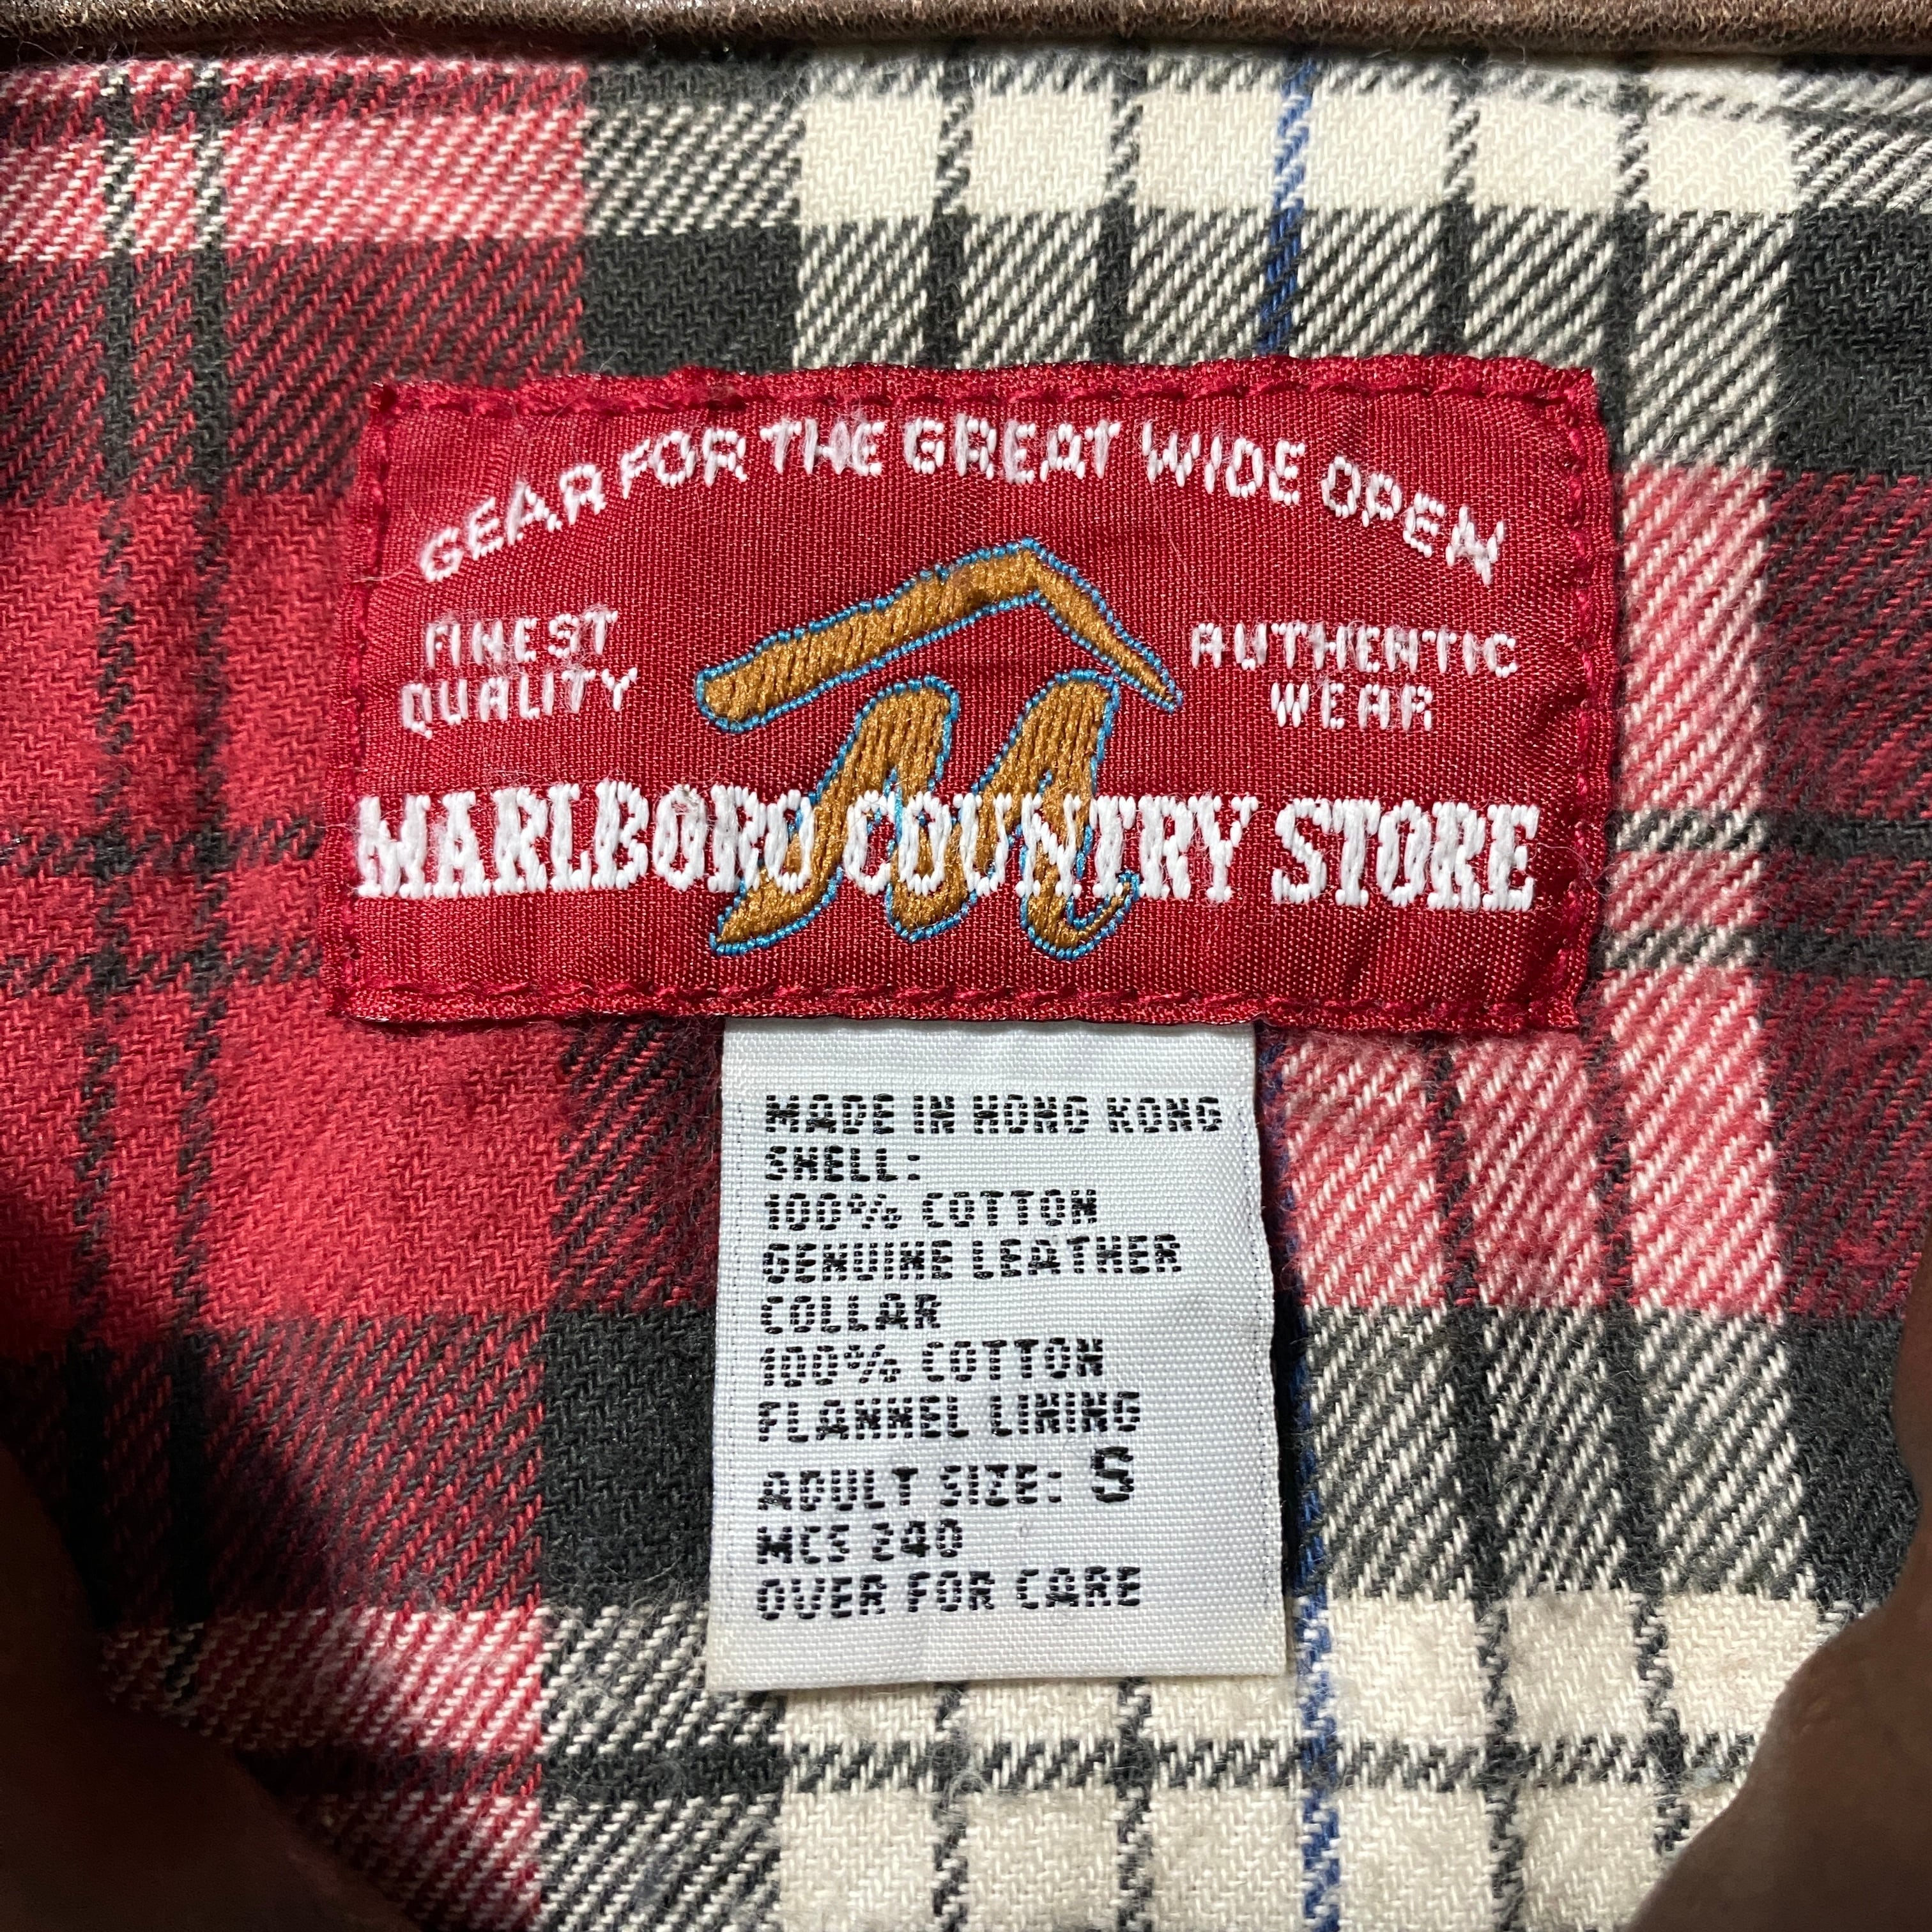 GEAR FOR THE GREAT WIDE OPEN
FINEST
QUALITY
AUTHENTIC
WEAR
M
MARLBORO COUNTRY STORE
MADE IN HONG KONG
SHELL:
100% COTTON
GENUINE LEATHER
COLLAR
100% COTTON
FLANNEL LINING
ADULT SIZE: S
MCS 240
OVER FOR CARE